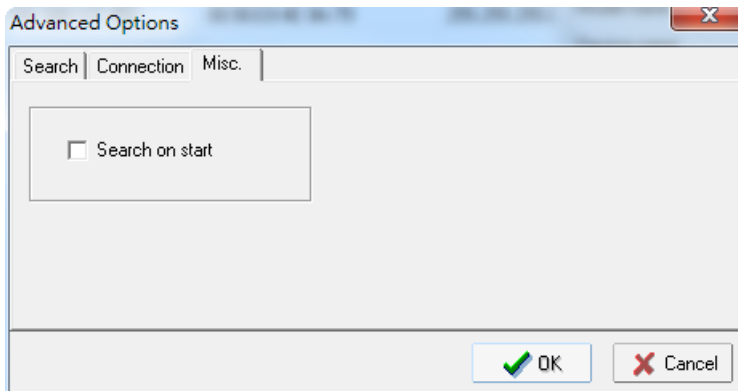 Advanced Options
Search Connection Misc.
Search on start
OK Cancel